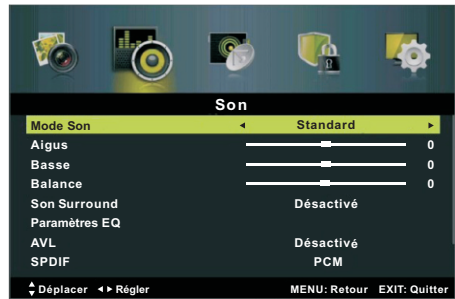 Son
Mode Son Standard
Aigus 0
Basse 0
Balance 0
Son Surround Désactivé
Paramètres EQ
AVL Désactivé
SPDIF PCM
Déplacer Régler MENU: Retour EXIT: Quitter